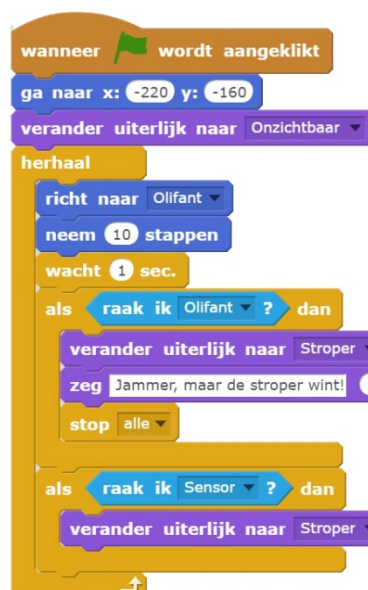 wanneer wordt aangeklikt
ga naar x: -220 y: -160
verander uiterlijk naar Onzichtbaar
herhaal
richt naar Olifant
neem 10 stappen
wacht 1 sec.
als raak ik Olifant ? dan
verander uiterlijk naar Stroper
zeg Jammer, maar de stroper wint!
stop alle
als raak ik Sensor ? dan
verander uiterlijk naar Stroper